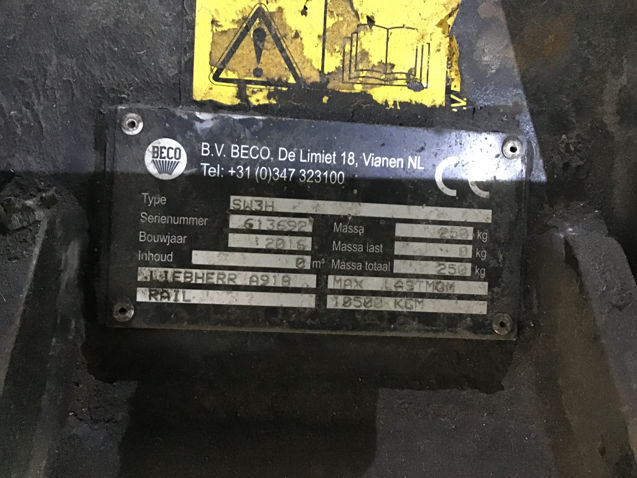 BECO
B.V. BECO, De Limiet 18, Vianen NL
Tel: +31 (0)347 323100
CE
Type SW3H
Serienummer 613692 Massa 250 kg
Bouwjaar 2016 Massa last 0 kg
Inhoud 0 m³ Massa totaal 250 kg
LIEBHERR A918 MAX LASTMOM
RAIL 10500 KGM